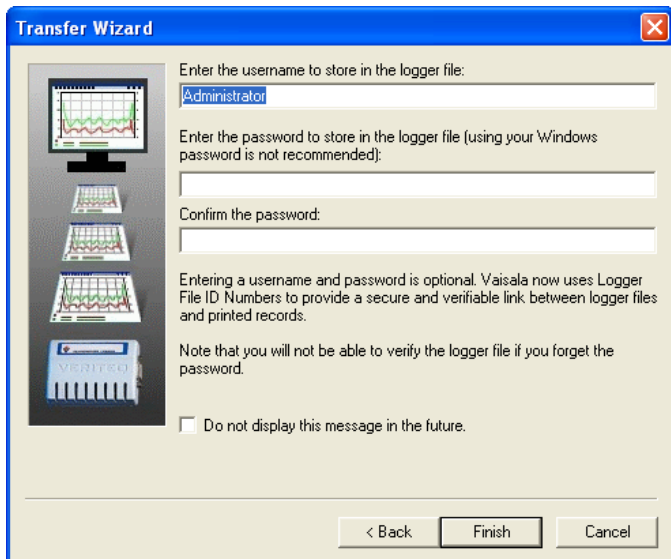 Transfer Wizard
Enter the username to store in the logger file:
Administrator
Enter the password to store in the logger file (using your Windows
password is not recommended):
Confirm the password:
Entering a username and password is optional. Vaisala now uses Logger
File ID Numbers to provide a secure and verifiable link between logger files
and printed records.
Note that you will not be able to verify the logger file if you forget the
password.
Do not display this message in the future.
VERITEQ
< Back
Finish
Cancel